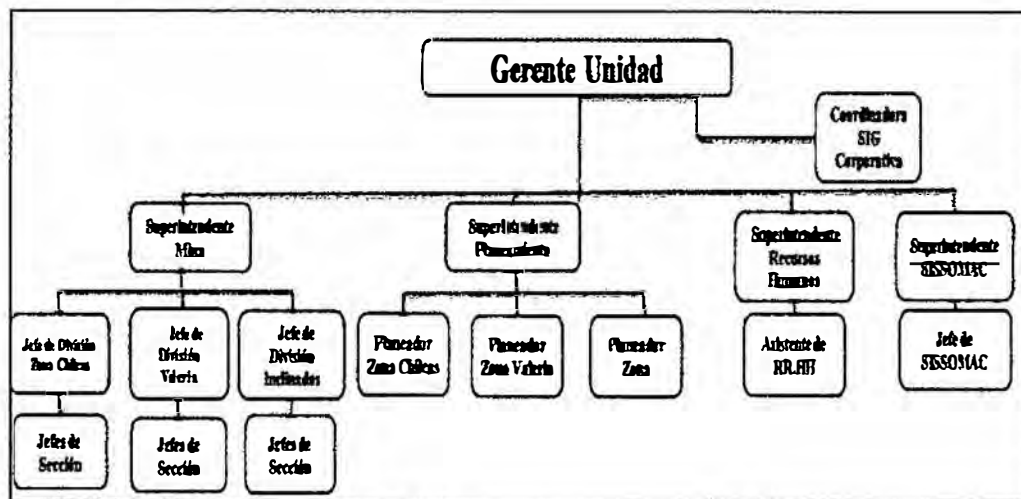 Gerente Unidad
Coordinadora
SIG
Corporativa
Superintendente
Mina
Superintendente
Planeamiento
Superintendente
Recursos
Humanos
Superintendente
SISSOMAC
Jefe de División
Zona Chilcas
Jefe de
División
Valeria
Jefe de
División
Inclinados
Planeador
Zona Chilcas
Planeador
Zona Valeria
Planeador
Zona
Asistente de
RR.HH
Jefe de
SISSOMAC
Jefes de
Sección
Jefes de
Sección
Jefes de
Sección